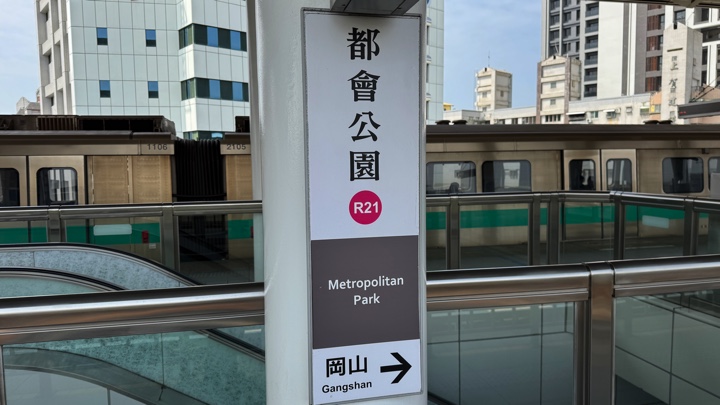 都會公園
R21
Metropolitan
Park
岡山
Gangshan
1106
2105